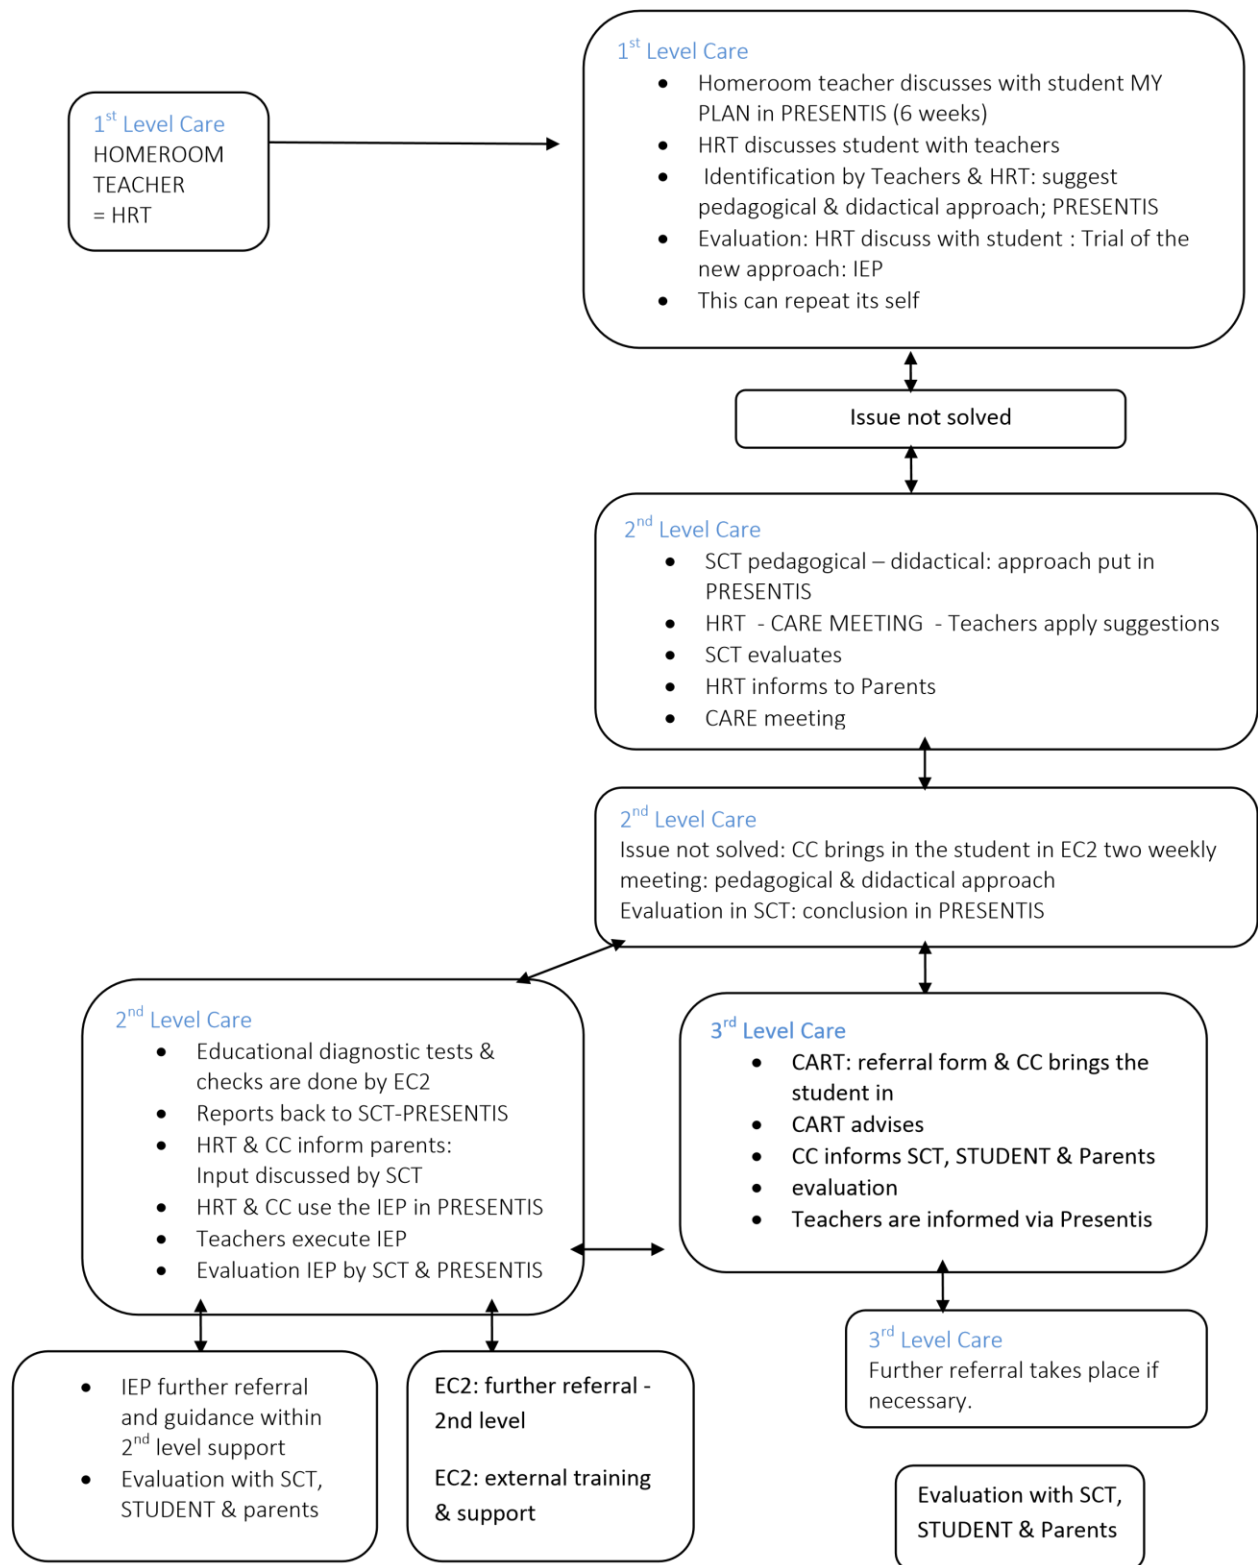 1st Level Care
HOMEROOM
TEACHER
= HRT
1st Level Care
• Homeroom teacher discusses with student MY
PLAN in PRESENTIS (6 weeks)
• HRT discusses student with teachers
• Identification by Teachers & HRT: suggest
pedagogical & didactical approach; PRESENTIS
• Evaluation: HRT discuss with student : Trial of the
new approach: IEP
• This can repeat its self
Issue not solved
2nd Level Care
• SCT pedagogical – didactical: approach put in
PRESENTIS
• HRT - CARE MEETING - Teachers apply suggestions
• SCT evaluates
• HRT informs to Parents
• CARE meeting
2nd Level Care
Issue not solved: CC brings in the student in EC2 two weekly
meeting: pedagogical & didactical approach
Evaluation in SCT: conclusion in PRESENTIS
2nd Level Care
• Educational diagnostic tests &
checks are done by EC2
• Reports back to SCT-PRESENTIS
• HRT & CC inform parents:
Input discussed by SCT
• HRT & CC use the IEP in PRESENTIS
• Teachers execute IEP
• Evaluation IEP by SCT & PRESENTIS
3rd Level Care
• CART: referral form & CC brings the
student in
• CART advises
• CC informs SCT, STUDENT & Parents
• evaluation
• Teachers are informed via Presentis
• IEP further referral
and guidance within
2nd level support
• Evaluation with SCT,
STUDENT & parents
EC2: further referral -
2nd level
EC2: external training
& support
3rd Level Care
Further referral takes place if
necessary.
Evaluation with SCT,
STUDENT & Parents